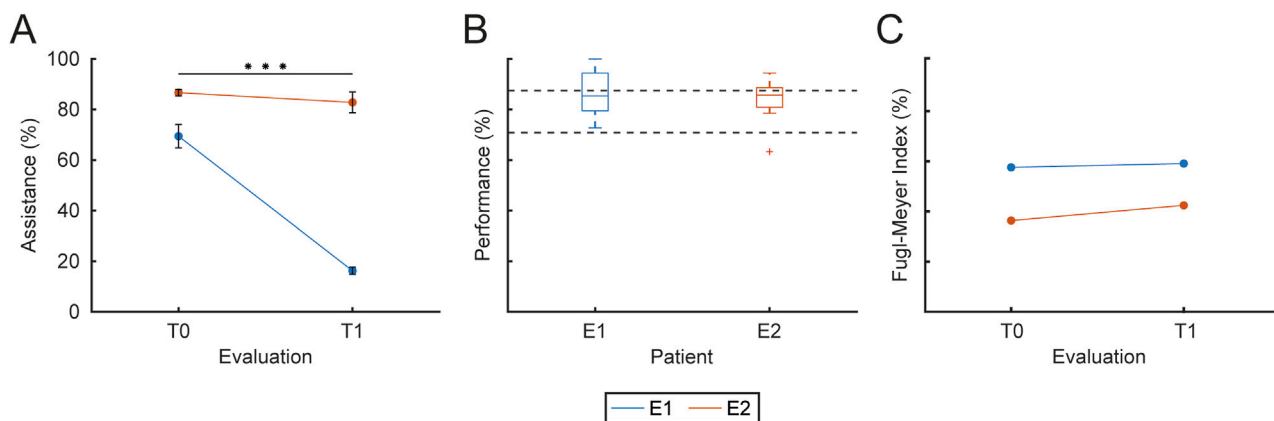 A
B
C
100
80
60
40
20
0
Assistance (%)
* * *
T0
T1
Evaluation
Performance (%)
E1
E2
Patient
Fugl-Meyer Index (%)
T0
T1
Evaluation
E1
E2